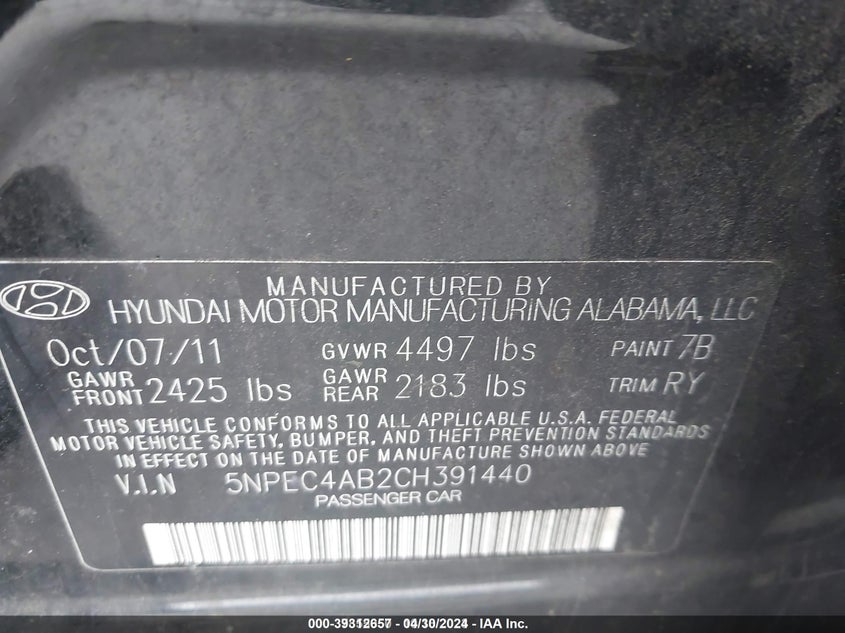 MANUFACTURED BY
HYUNDAI MOTOR MANUFACTURING ALABAMA, LLC
Oct/07/11 GVWR 4497 lbs PAINT 7B
GAWR FRONT 2425 lbs GAWR REAR 2183 lbs TRIM RY
THIS VEHICLE CONFORMS TO ALL APPLICABLE U.S.A. FEDERAL
MOTOR VEHICLE SAFETY, BUMPER, AND THEFT PREVENTION STANDARDS
IN EFFECT ON THE DATE OF MANUFACTURE SHOWN ABOVE.
V.I.N 5NPEC4AB2CH391440
PASSENGER CAR
000-39312657 - 04/30/2024 - IAA Inc.